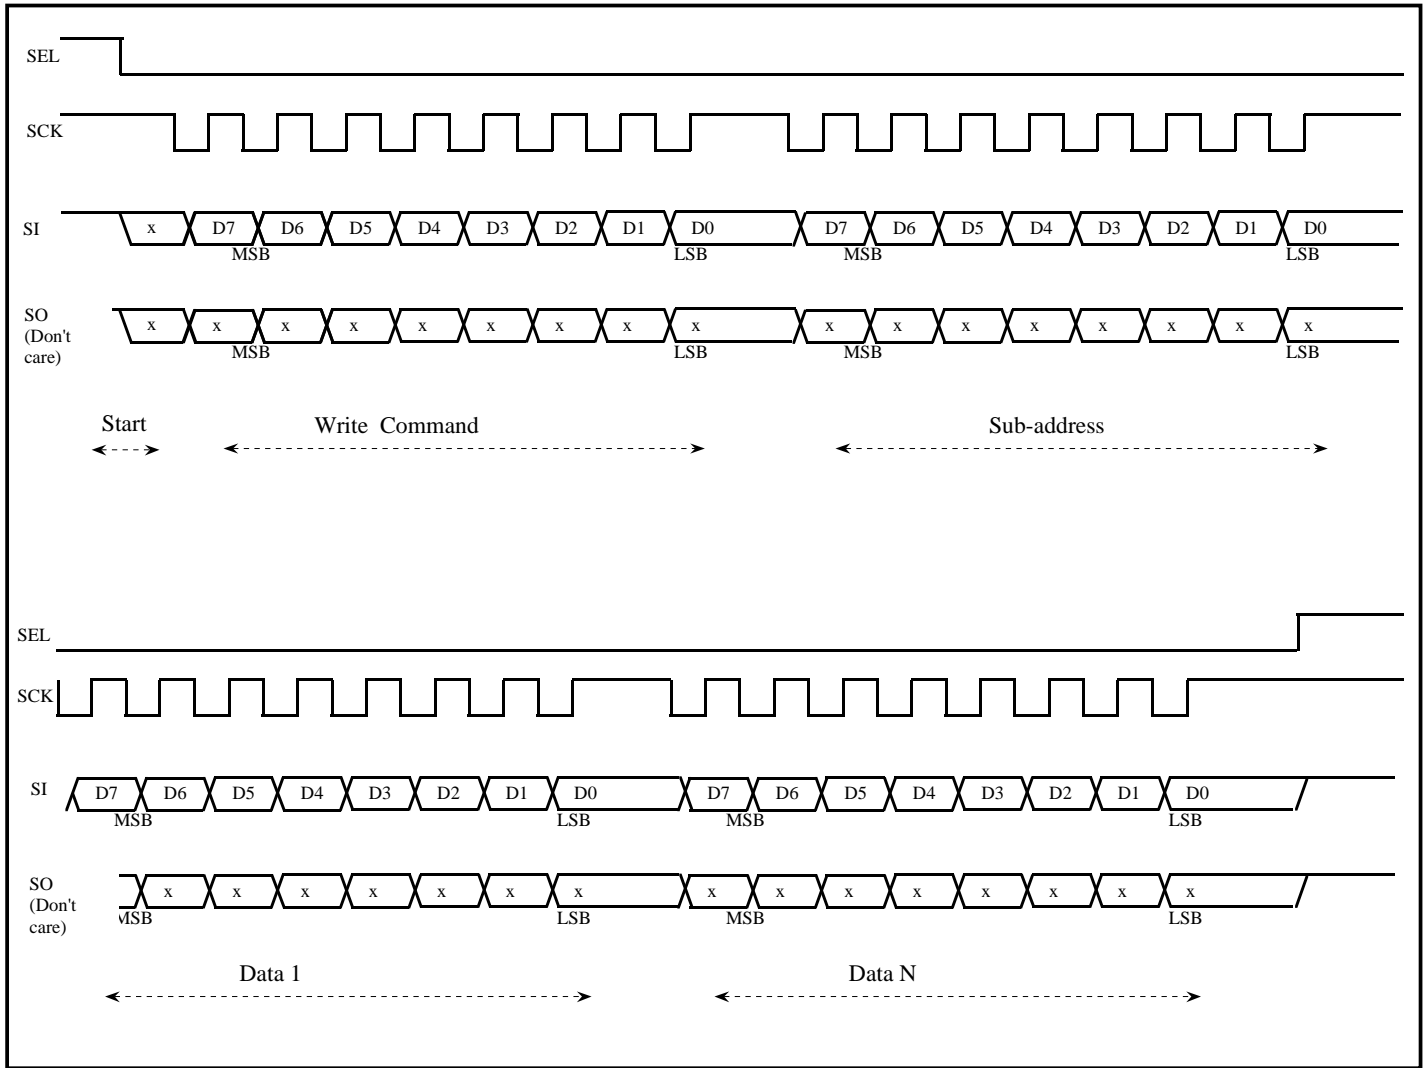 SEL
SCK
SI x D7 D6 D5 D4 D3 D2 D1 D0 D7 D6 D5 D4 D3 D2 D1 D0
MSB LSB MSB LSB
SO
(Don't
care)
x x x x x x x x x x x x x x x x x
MSB LSB MSB LSB
Start Write Command Sub-address
SEL
SCK
SI D7 D6 D5 D4 D3 D2 D1 D0 D7 D6 D5 D4 D3 D2 D1 D0
MSB LSB MSB LSB
SO
(Don't
care)
x x x x x x x x x x x x x x x
MSB LSB MSB LSB
Data 1 Data N